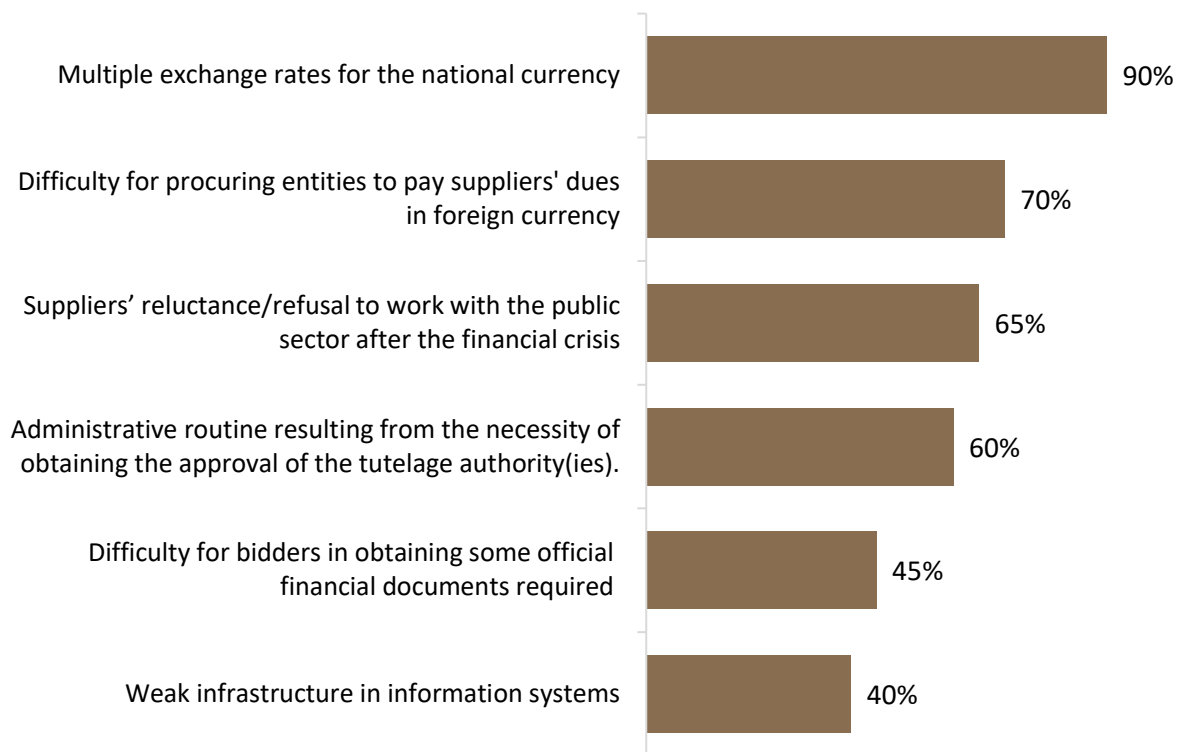 Multiple exchange rates for the national currency
90%
Difficulty for procuring entities to pay suppliers' dues
in foreign currency
70%
Suppliers’ reluctance/refusal to work with the public
sector after the financial crisis
65%
Administrative routine resulting from the necessity of
obtaining the approval of the tutelage authority(ies).
60%
Difficulty for bidders in obtaining some official
financial documents required
45%
Weak infrastructure in information systems
40%